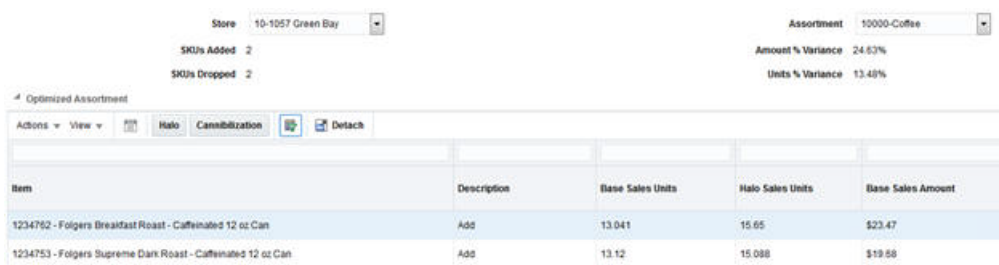 Store 10-1057 Green Bay Assortment 10000-Coffee
SKUs Added 2 Amount % Variance 24.63%
SKUs Dropped 2 Units % Variance 13.48%
Optimized Assortment
Actions View Halo Cannibilization Detach
Item Description Base Sales Units Halo Sales Units Base Sales Amount
1234762 - Folgers Breakfast Roast - Caffeinated 12 oz Can Add 13.041 15.65 $23.47
1234753 - Folgers Supreme Dark Roast - Caffeinated 12 oz Can Add 13.12 15.088 $19.58